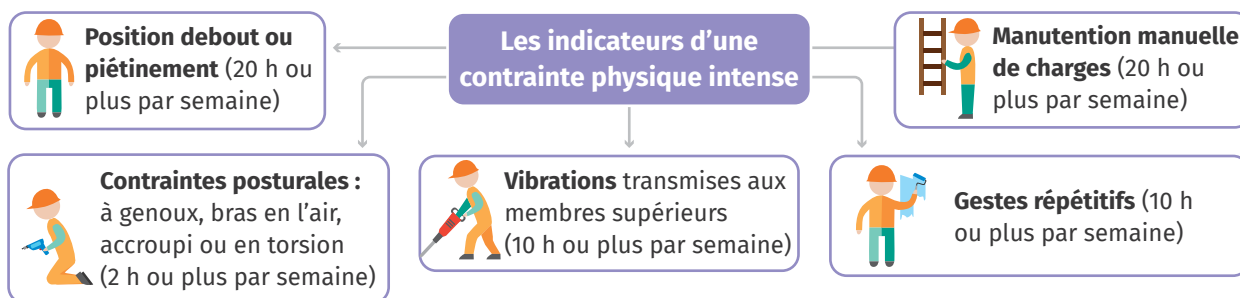 Position debout ou
piétinement (20 h ou
plus par semaine)
Les indicateurs d’une
contrainte physique intense
Manutention manuelle
de charges (20 h ou
plus par semaine)
Contraintes posturales :
à genoux, bras en l’air,
accroupi ou en torsion
(2 h ou plus par semaine)
Vibrations transmises aux
membres supérieurs
(10 h ou plus par semaine)
Gestes répétitifs (10 h
ou plus par semaine)